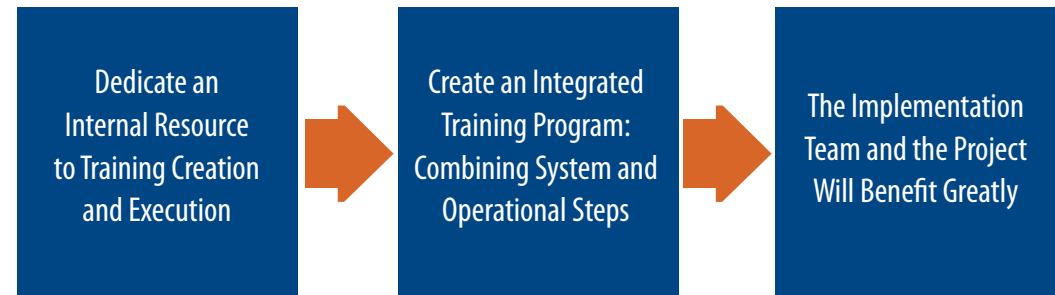 Dedicate an
Internal Resource
to Training Creation
and Execution
Create an Integrated
Training Program:
Combining System and
Operational Steps
The Implementation
Team and the Project
Will Benefit Greatly